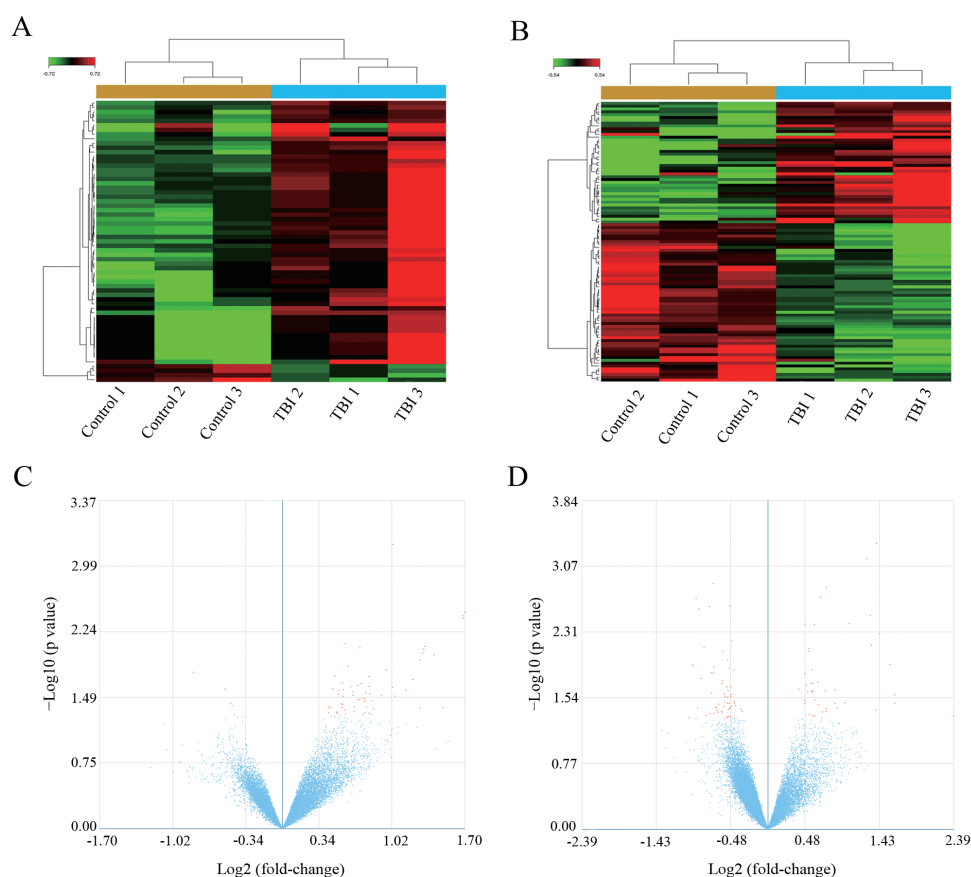 A
-0.72 0.72
Control 1 Control 2 Control 3 TBI 2 TBI 1 TBI 3
B
-0.54 0.54
Control 2 Control 1 Control 3 TBI 1 TBI 2 TBI 3
C
−Log10 (p value)
3.37
2.99
2.24
1.49
0.75
0.00
-1.70 -1.02 -0.34 0.34 1.02 1.70
Log2 (fold-change)
D
−Log10 (p value)
3.84
3.07
2.31
1.54
0.77
0.00
-2.39 -1.43 -0.48 0.48 1.43 2.39
Log2 (fold-change)